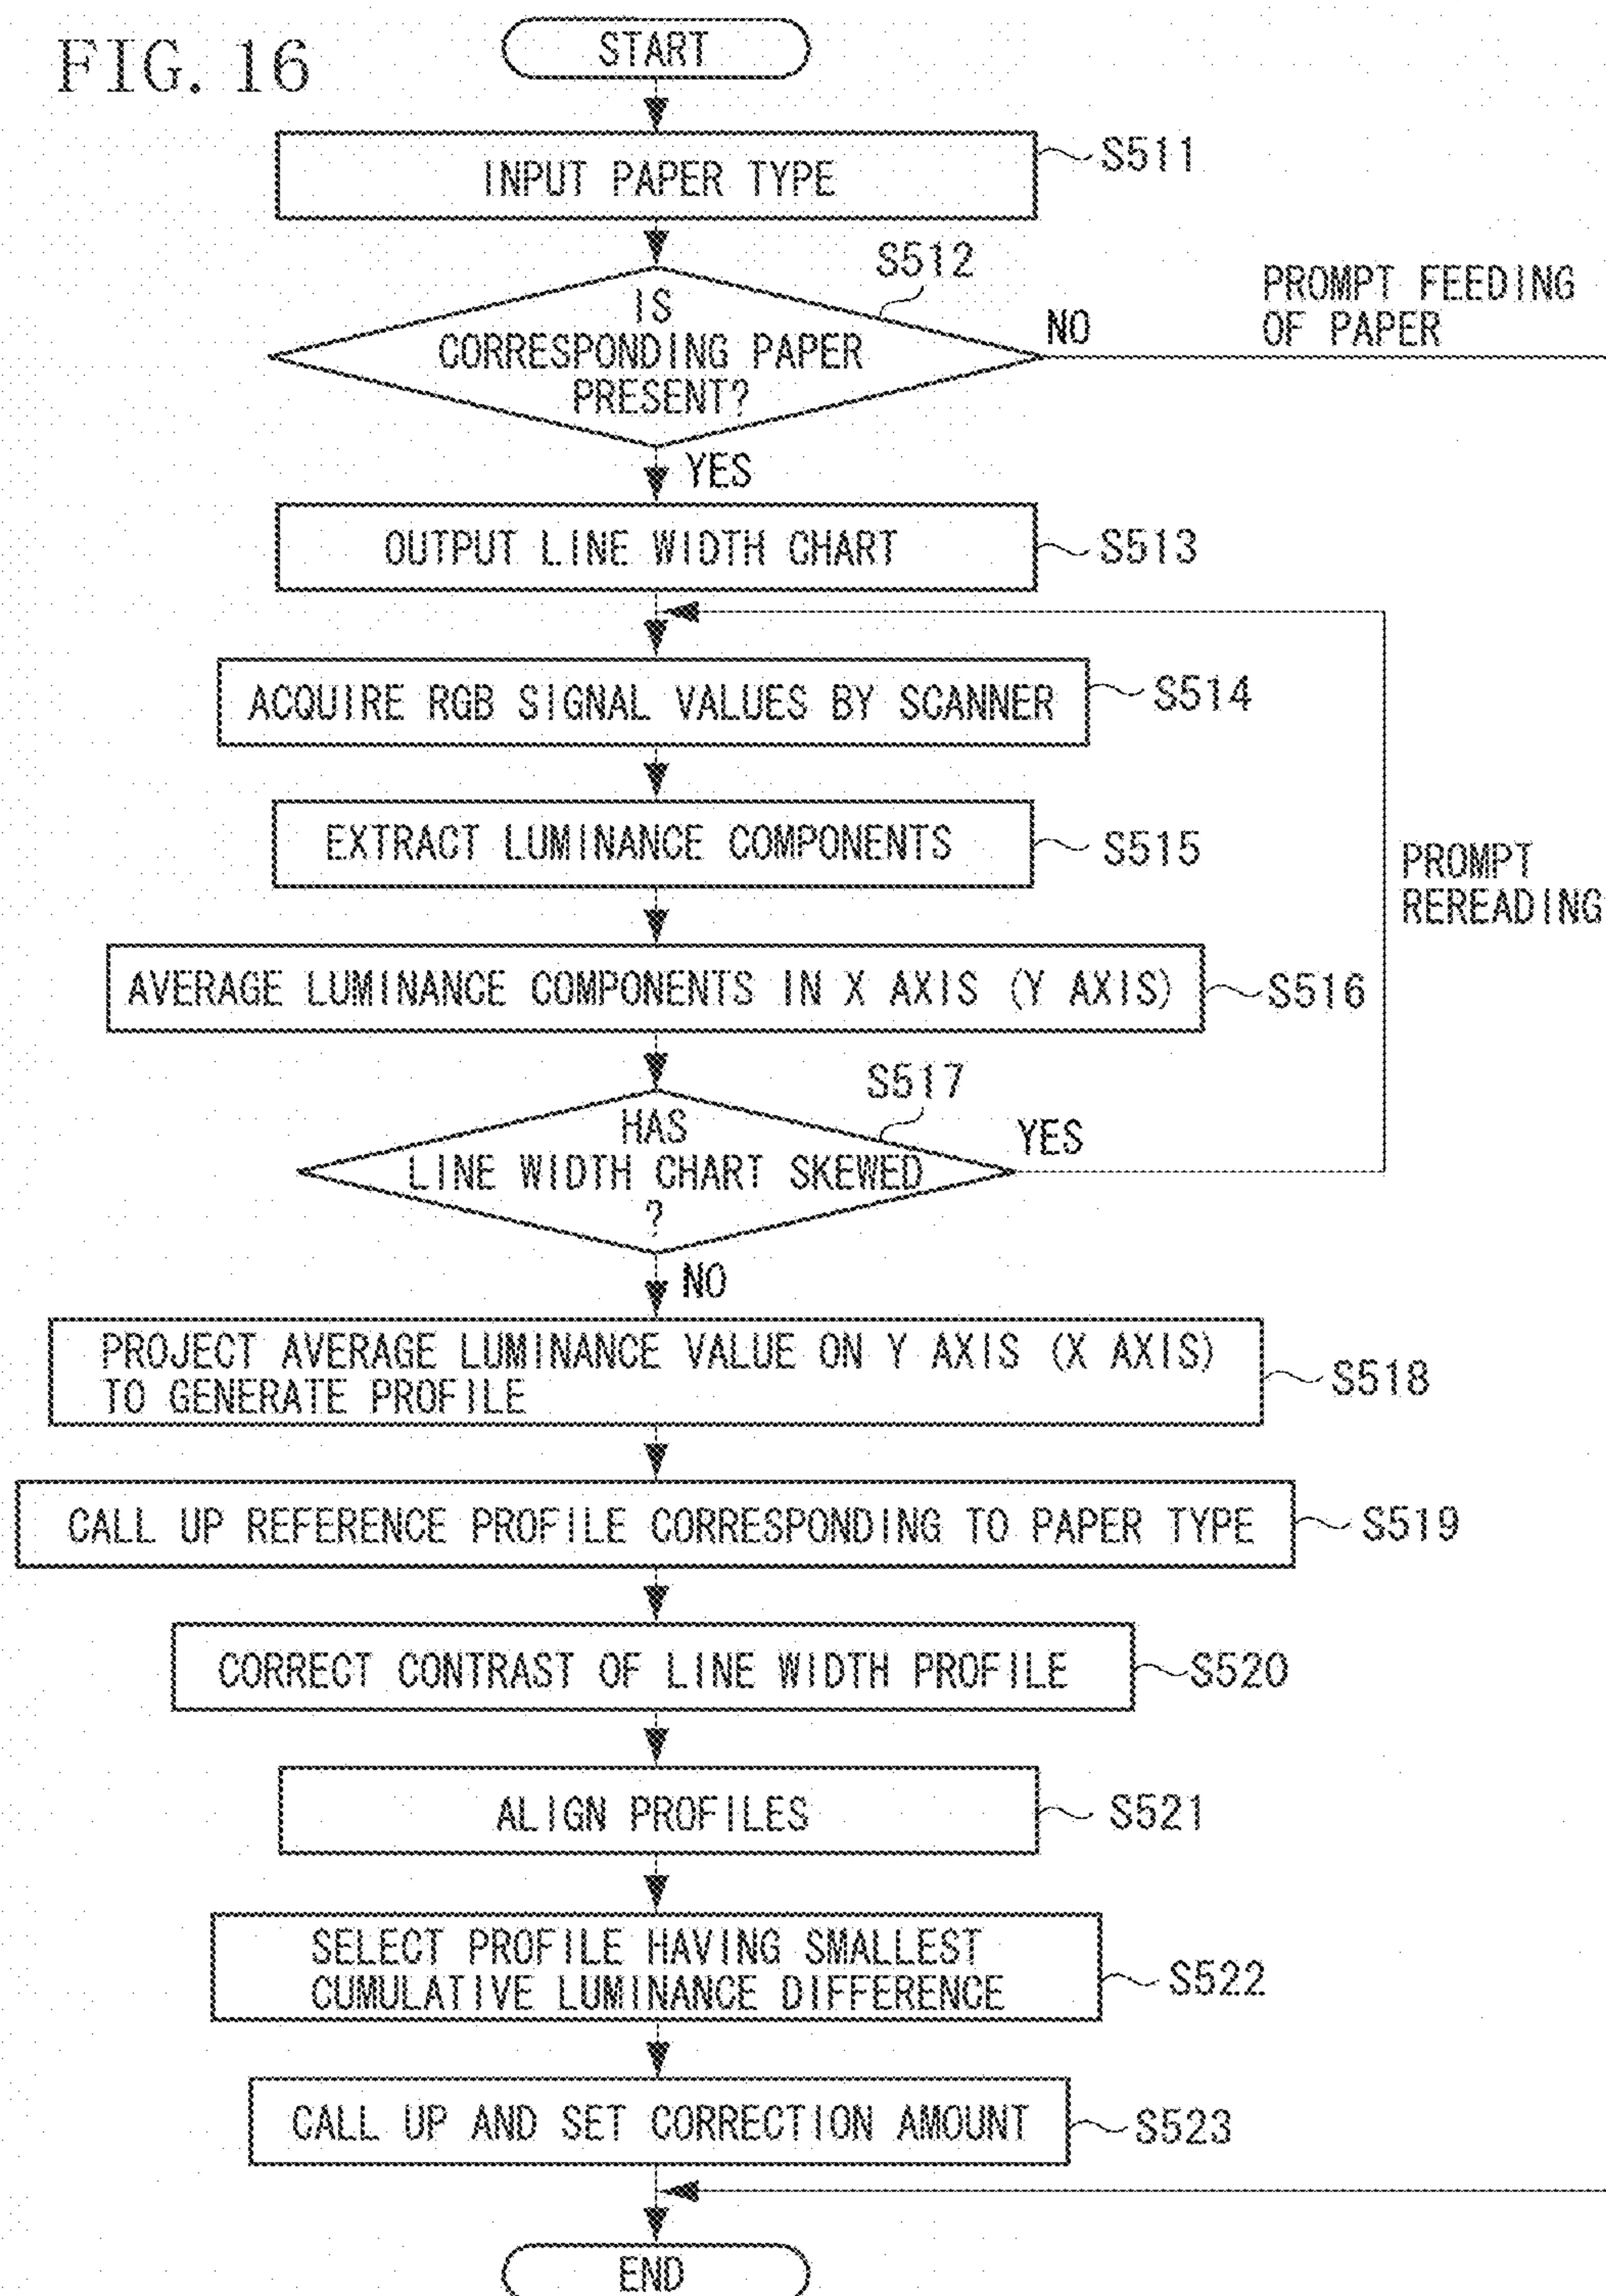 FIG. 16
START
INPUT PAPER TYPE
S511
S512
IS
CORRESPONDING PAPER
PRESENT?
NO
PROMPT FEEDING
OF PAPER
YES
OUTPUT LINE WIDTH CHART
S513
ACQUIRE RGB SIGNAL VALUES BY SCANNER
S514
EXTRACT LUMINANCE COMPONENTS
S515
PROMPT
REREADING
AVERAGE LUMINANCE COMPONENTS IN X AXIS (Y AXIS)
S516
S517
HAS
LINE WIDTH CHART SKEWED
?
YES
NO
PROJECT AVERAGE LUMINANCE VALUE ON Y AXIS (X AXIS)
TO GENERATE PROFILE
S518
CALL UP REFERENCE PROFILE CORRESPONDING TO PAPER TYPE
S519
CORRECT CONTRAST OF LINE WIDTH PROFILE
S520
ALIGN PROFILES
S521
SELECT PROFILE HAVING SMALLEST
CUMULATIVE LUMINANCE DIFFERENCE
S522
CALL UP AND SET CORRECTION AMOUNT
S523
END